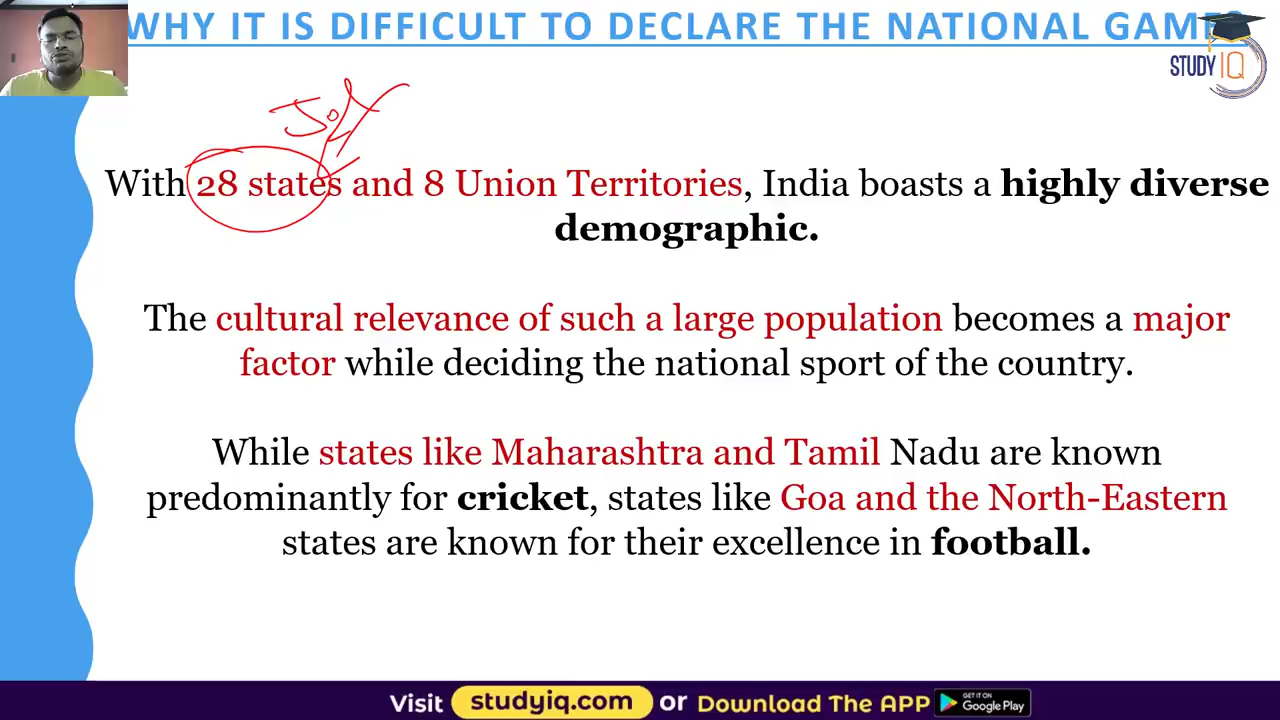 WHY IT IS DIFFICULT TO DECLARE THE NATIONAL GAMES
STUDY IQ
With 28 states and 8 Union Territories, India boasts a highly diverse
demographic.
The cultural relevance of such a large population becomes a major
factor while deciding the national sport of the country.
While states like Maharashtra and Tamil Nadu are known
predominantly for cricket, states like Goa and the North-Eastern
states are known for their excellence in football.
Visit studyiq.com or Download The APP GET IT ON Google Play